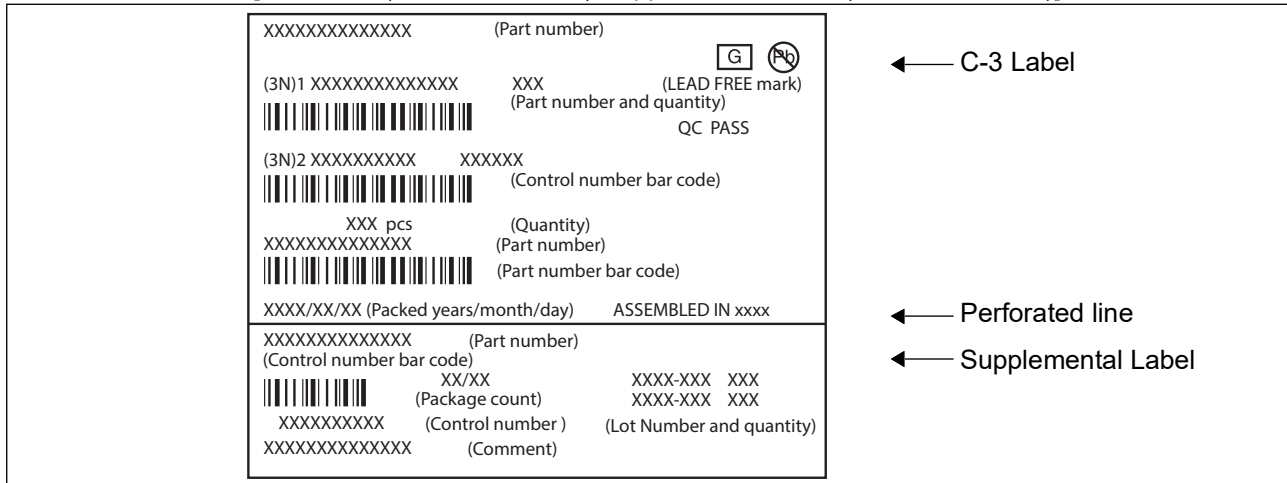 XXXXXXXXXXXXXX (Part number)
G Pb
(3N)1 XXXXXXXXXXXXXX XXX (LEAD FREE mark)
(Part number and quantity)
QC PASS
(3N)2 XXXXXXXXXX XXXXXX
(Control number bar code)
XXX pcs (Quantity)
XXXXXXXXXXXXXX (Part number)
(Part number bar code)
XXXX/XX/XX (Packed years/month/day) ASSEMBLED IN xxxx
XXXXXXXXXXXXXX (Part number)
(Control number bar code)
XX/XX XXXX-XXX XXX
(Package count) XXXX-XXX XXX
XXXXXXXXXX (Control number ) (Lot Number and quantity)
XXXXXXXXXXXXXX (Comment)
C-3 Label
Perforated line
Supplemental Label